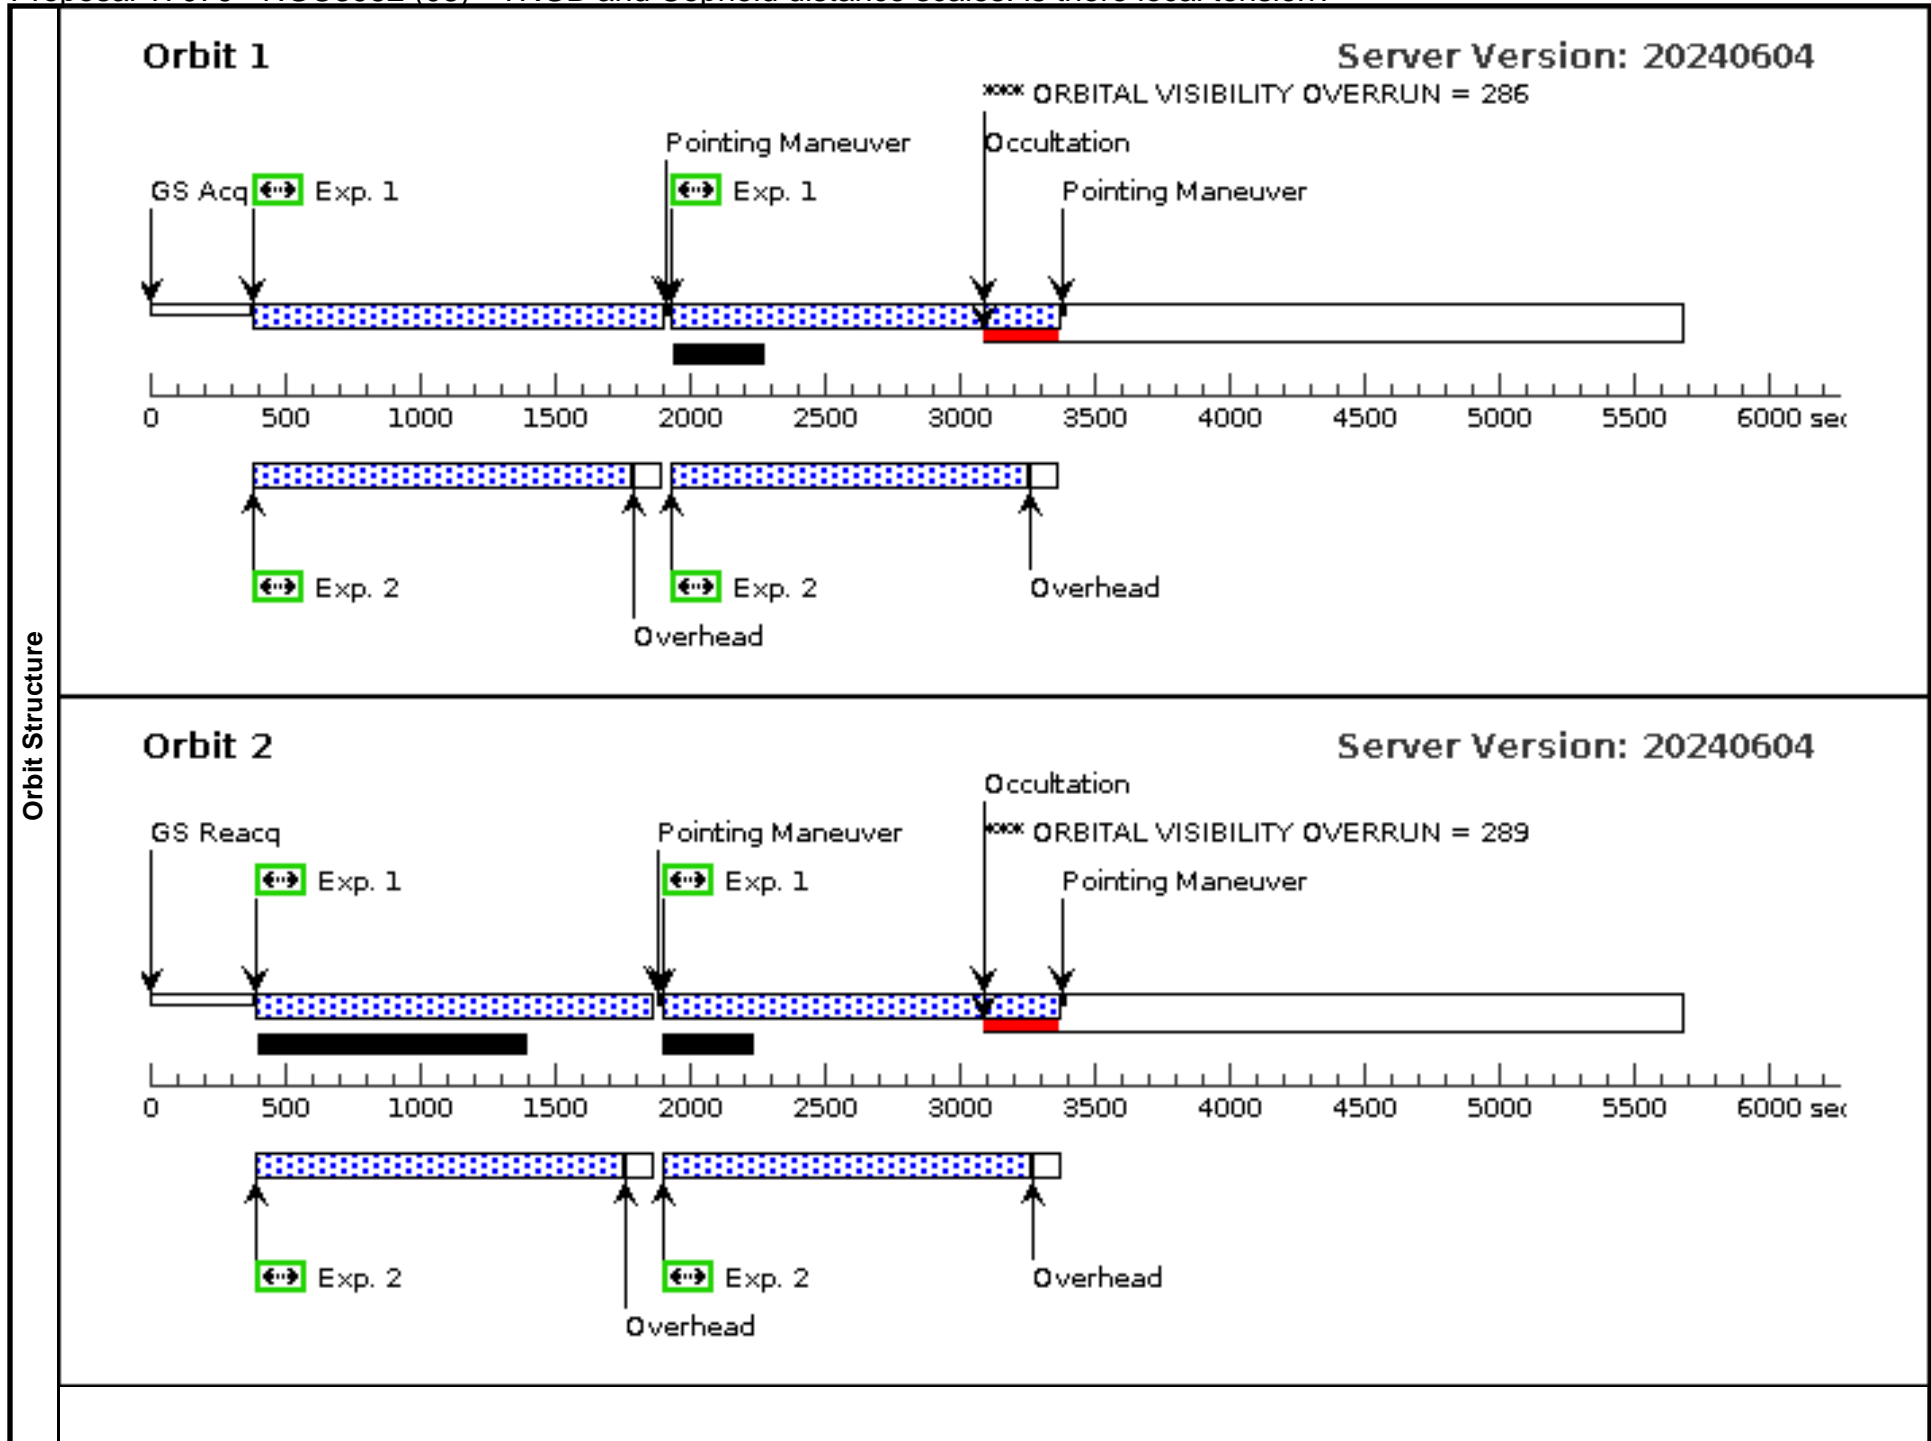 Orbit Structure
Orbit 1
Server Version: 20240604
*** ORBITAL VISIBILITY OVERRUN = 286
Pointing Maneuver
Occultation
GS Acq
Exp. 1
Exp. 1
Pointing Maneuver
0 500 1000 1500 2000 2500 3000 3500 4000 4500 5000 5500 6000 sec
Exp. 2
Exp. 2
Overhead
Overhead
Orbit 2
Server Version: 20240604
Occultation
GS Reacq
Pointing Maneuver
*** ORBITAL VISIBILITY OVERRUN = 289
Exp. 1
Exp. 1
Pointing Maneuver
0 500 1000 1500 2000 2500 3000 3500 4000 4500 5000 5500 6000 sec
Exp. 2
Exp. 2
Overhead
Overhead